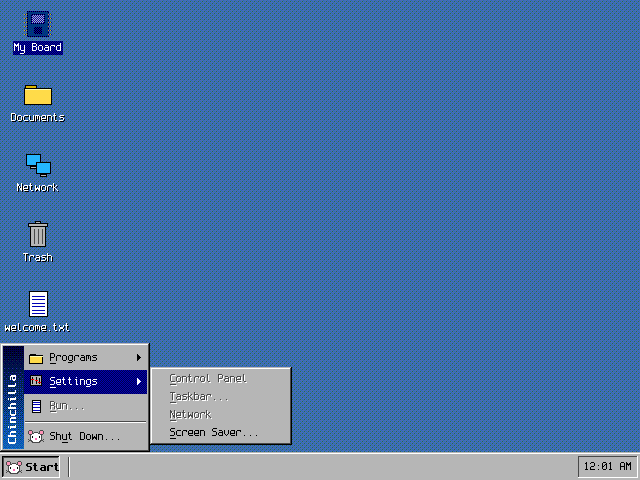 My Board
Documents
Network
Trash
welcome.txt
Chinchilla
Programs
Settings
Run...
Shut Down...
Control Panel
Taskbar...
Network
Screen Saver...
Start
12:01 AM